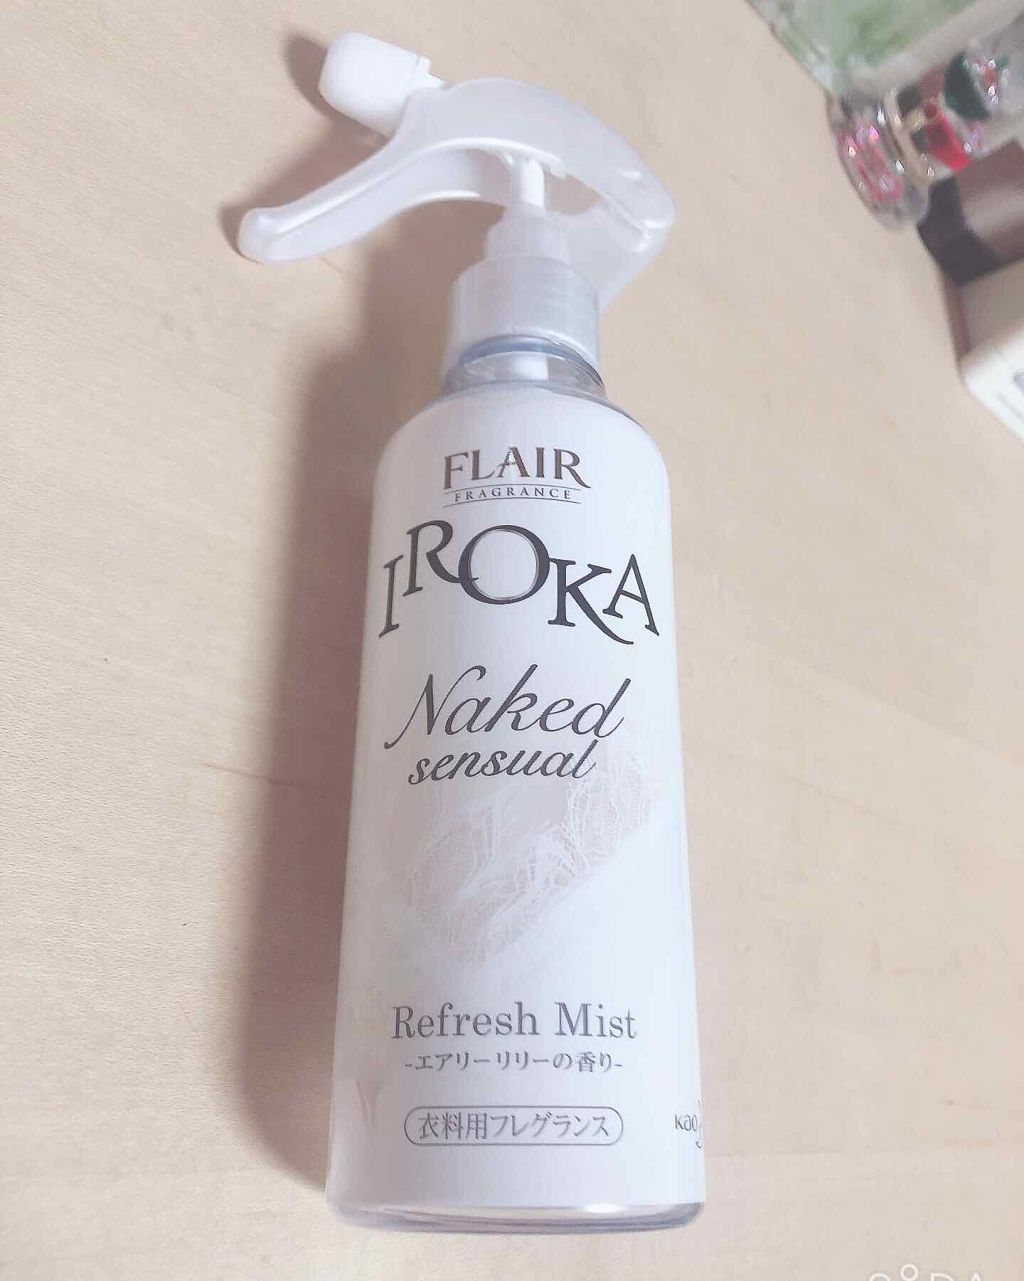 FLAIR
FRAGRANCE
IROKA
Naked
sensual
Refresh Mist
-エアリーリリーの香り-
衣料用フレグランス
Kao